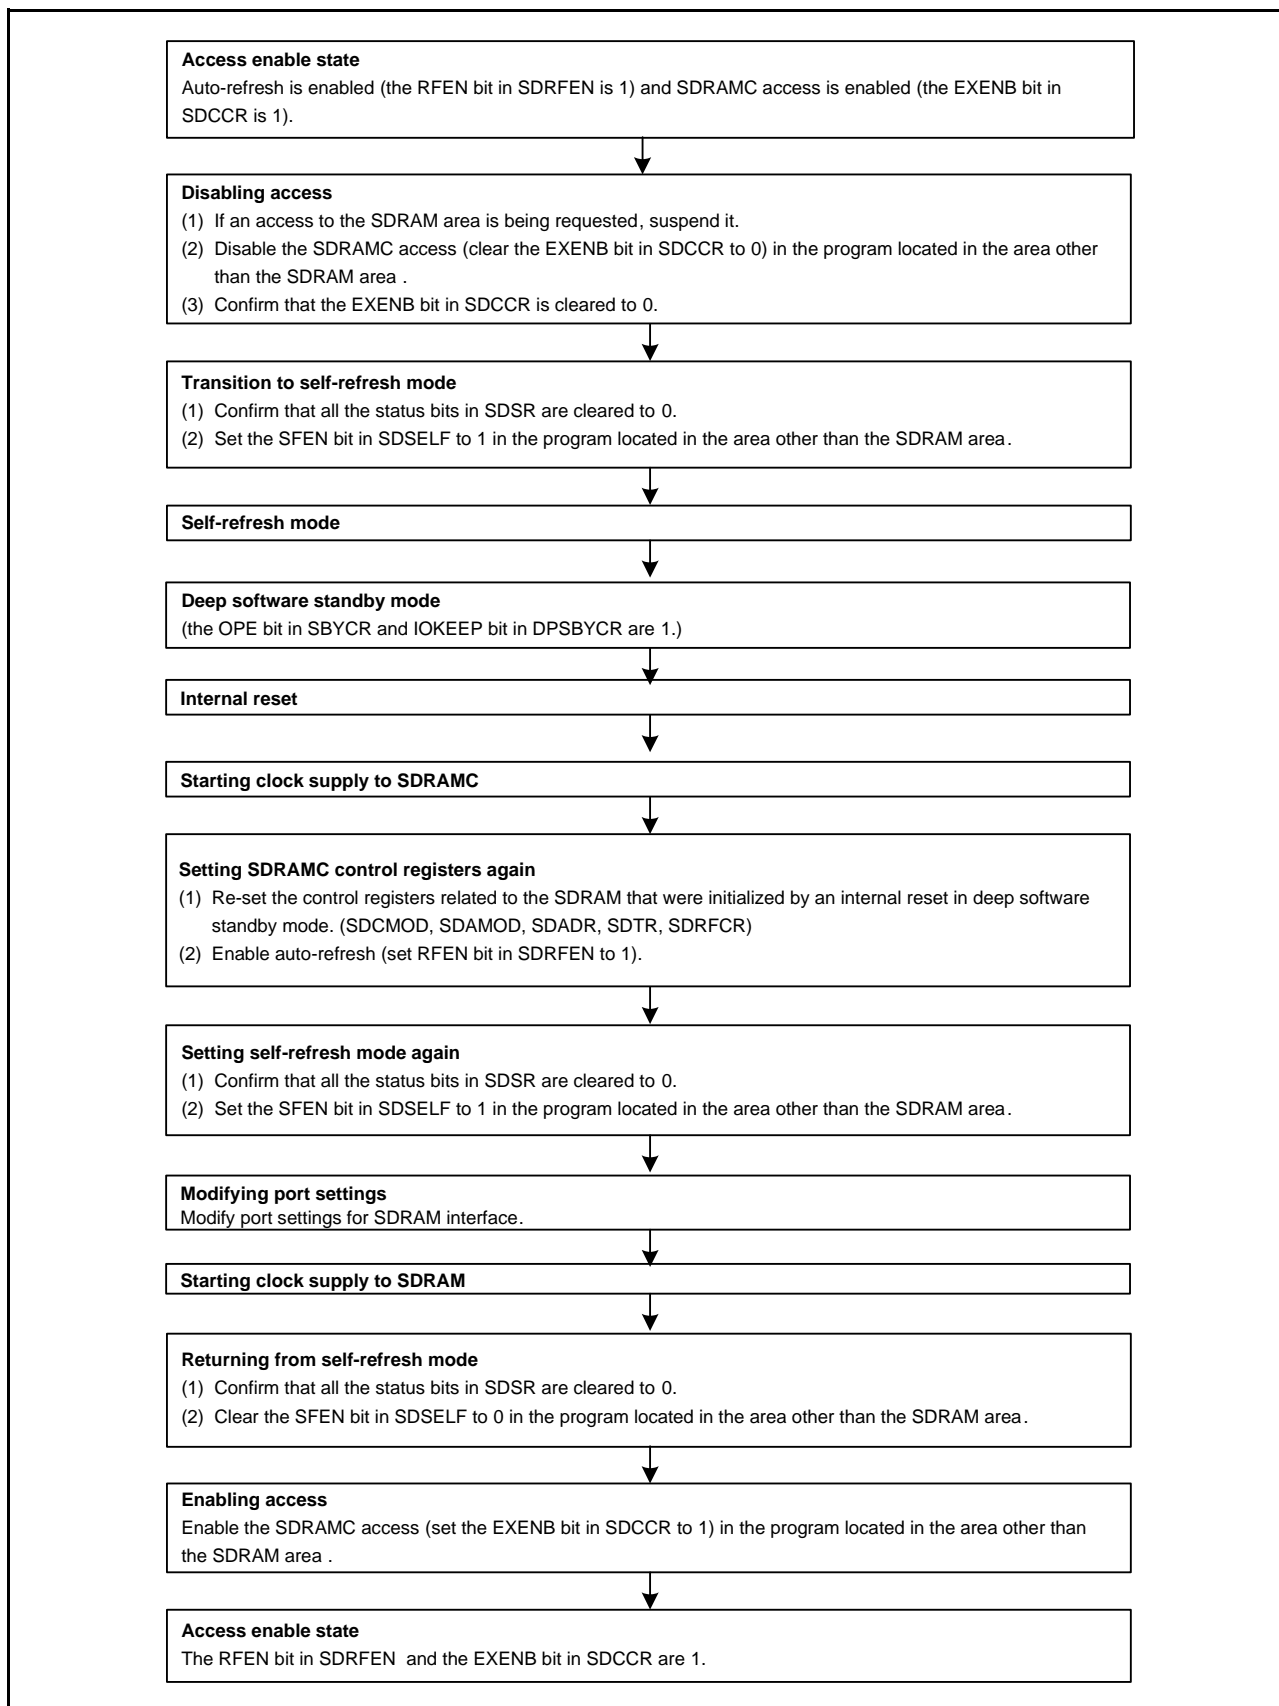 Access enable state
Auto-refresh is enabled (the RFEN bit in SDRFEN is 1) and SDRAMC access is enabled (the EXENB bit in
SDCCR is 1).
Disabling access
(1) If an access to the SDRAM area is being requested, suspend it.
(2) Disable the SDRAMC access (clear the EXENB bit in SDCCR to 0) in the program located in the area other
than the SDRAM area .
(3) Confirm that the EXENB bit in SDCCR is cleared to 0.
Transition to self-refresh mode
(1) Confirm that all the status bits in SDSR are cleared to 0.
(2) Set the SFEN bit in SDSELF to 1 in the program located in the area other than the SDRAM area.
Self-refresh mode
Deep software standby mode
(the OPE bit in SBYCR and IOKEEP bit in DPSBYCR are 1.)
Internal reset
Starting clock supply to SDRAMC
Setting SDRAMC control registers again
(1) Re-set the control registers related to the SDRAM that were initialized by an internal reset in deep software
standby mode. (SDCMOD, SDAMOD, SDADR, SDTR, SDRFCR)
(2) Enable auto-refresh (set RFEN bit in SDRFEN to 1).
Setting self-refresh mode again
(1) Confirm that all the status bits in SDSR are cleared to 0.
(2) Set the SFEN bit in SDSELF to 1 in the program located in the area other than the SDRAM area.
Modifying port settings
Modify port settings for SDRAM interface.
Starting clock supply to SDRAM
Returning from self-refresh mode
(1) Confirm that all the status bits in SDSR are cleared to 0.
(2) Clear the SFEN bit in SDSELF to 0 in the program located in the area other than the SDRAM area.
Enabling access
Enable the SDRAMC access (set the EXENB bit in SDCCR to 1) in the program located in the area other than
the SDRAM area .
Access enable state
The RFEN bit in SDRFEN and the EXENB bit in SDCCR are 1.